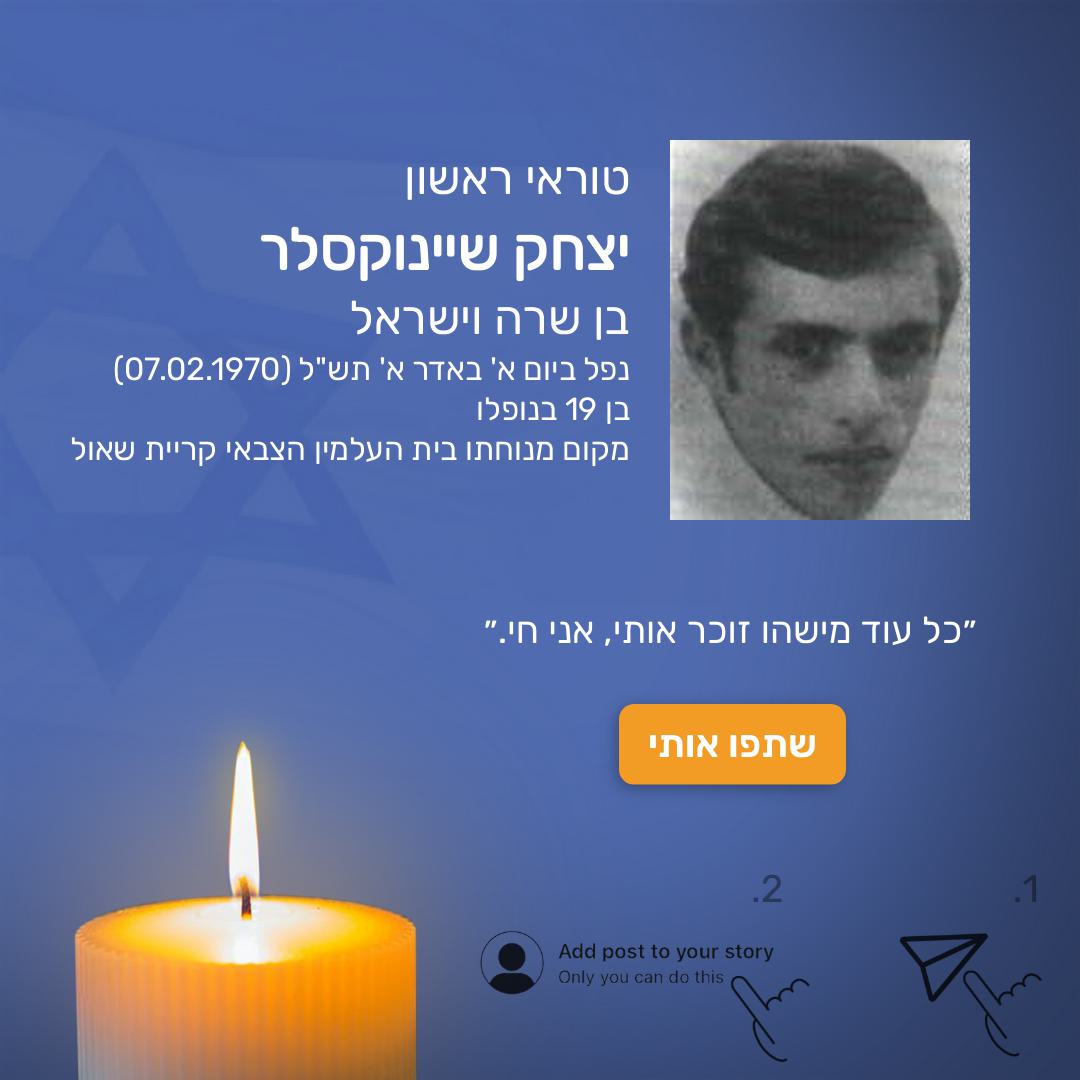 טוראי ראשון
יצחק שיינוקסלר
בן שרה וישראל
נפל ביום א' באדר א' תש"ל (07.02.1970)
בן 19 בנופלו
מקום מנוחתו בית העלמין הצבאי קריית שאול
״כל עוד מישהו זוכר אותי, אני חי.״
שתפו אותי
1.
2.
Add post to your story
Only you can do this